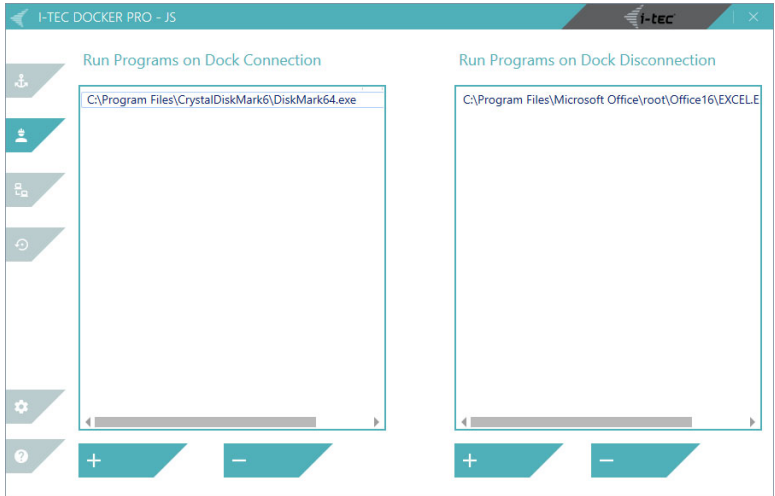 I-TEC DOCKER PRO - JS
i-tec
Run Programs on Dock Connection
Run Programs on Dock Disconnection
C:\Program Files\CrystalDiskMark6\DiskMark64.exe
C:\Program Files\Microsoft Office\root\Office16\EXCEL.E